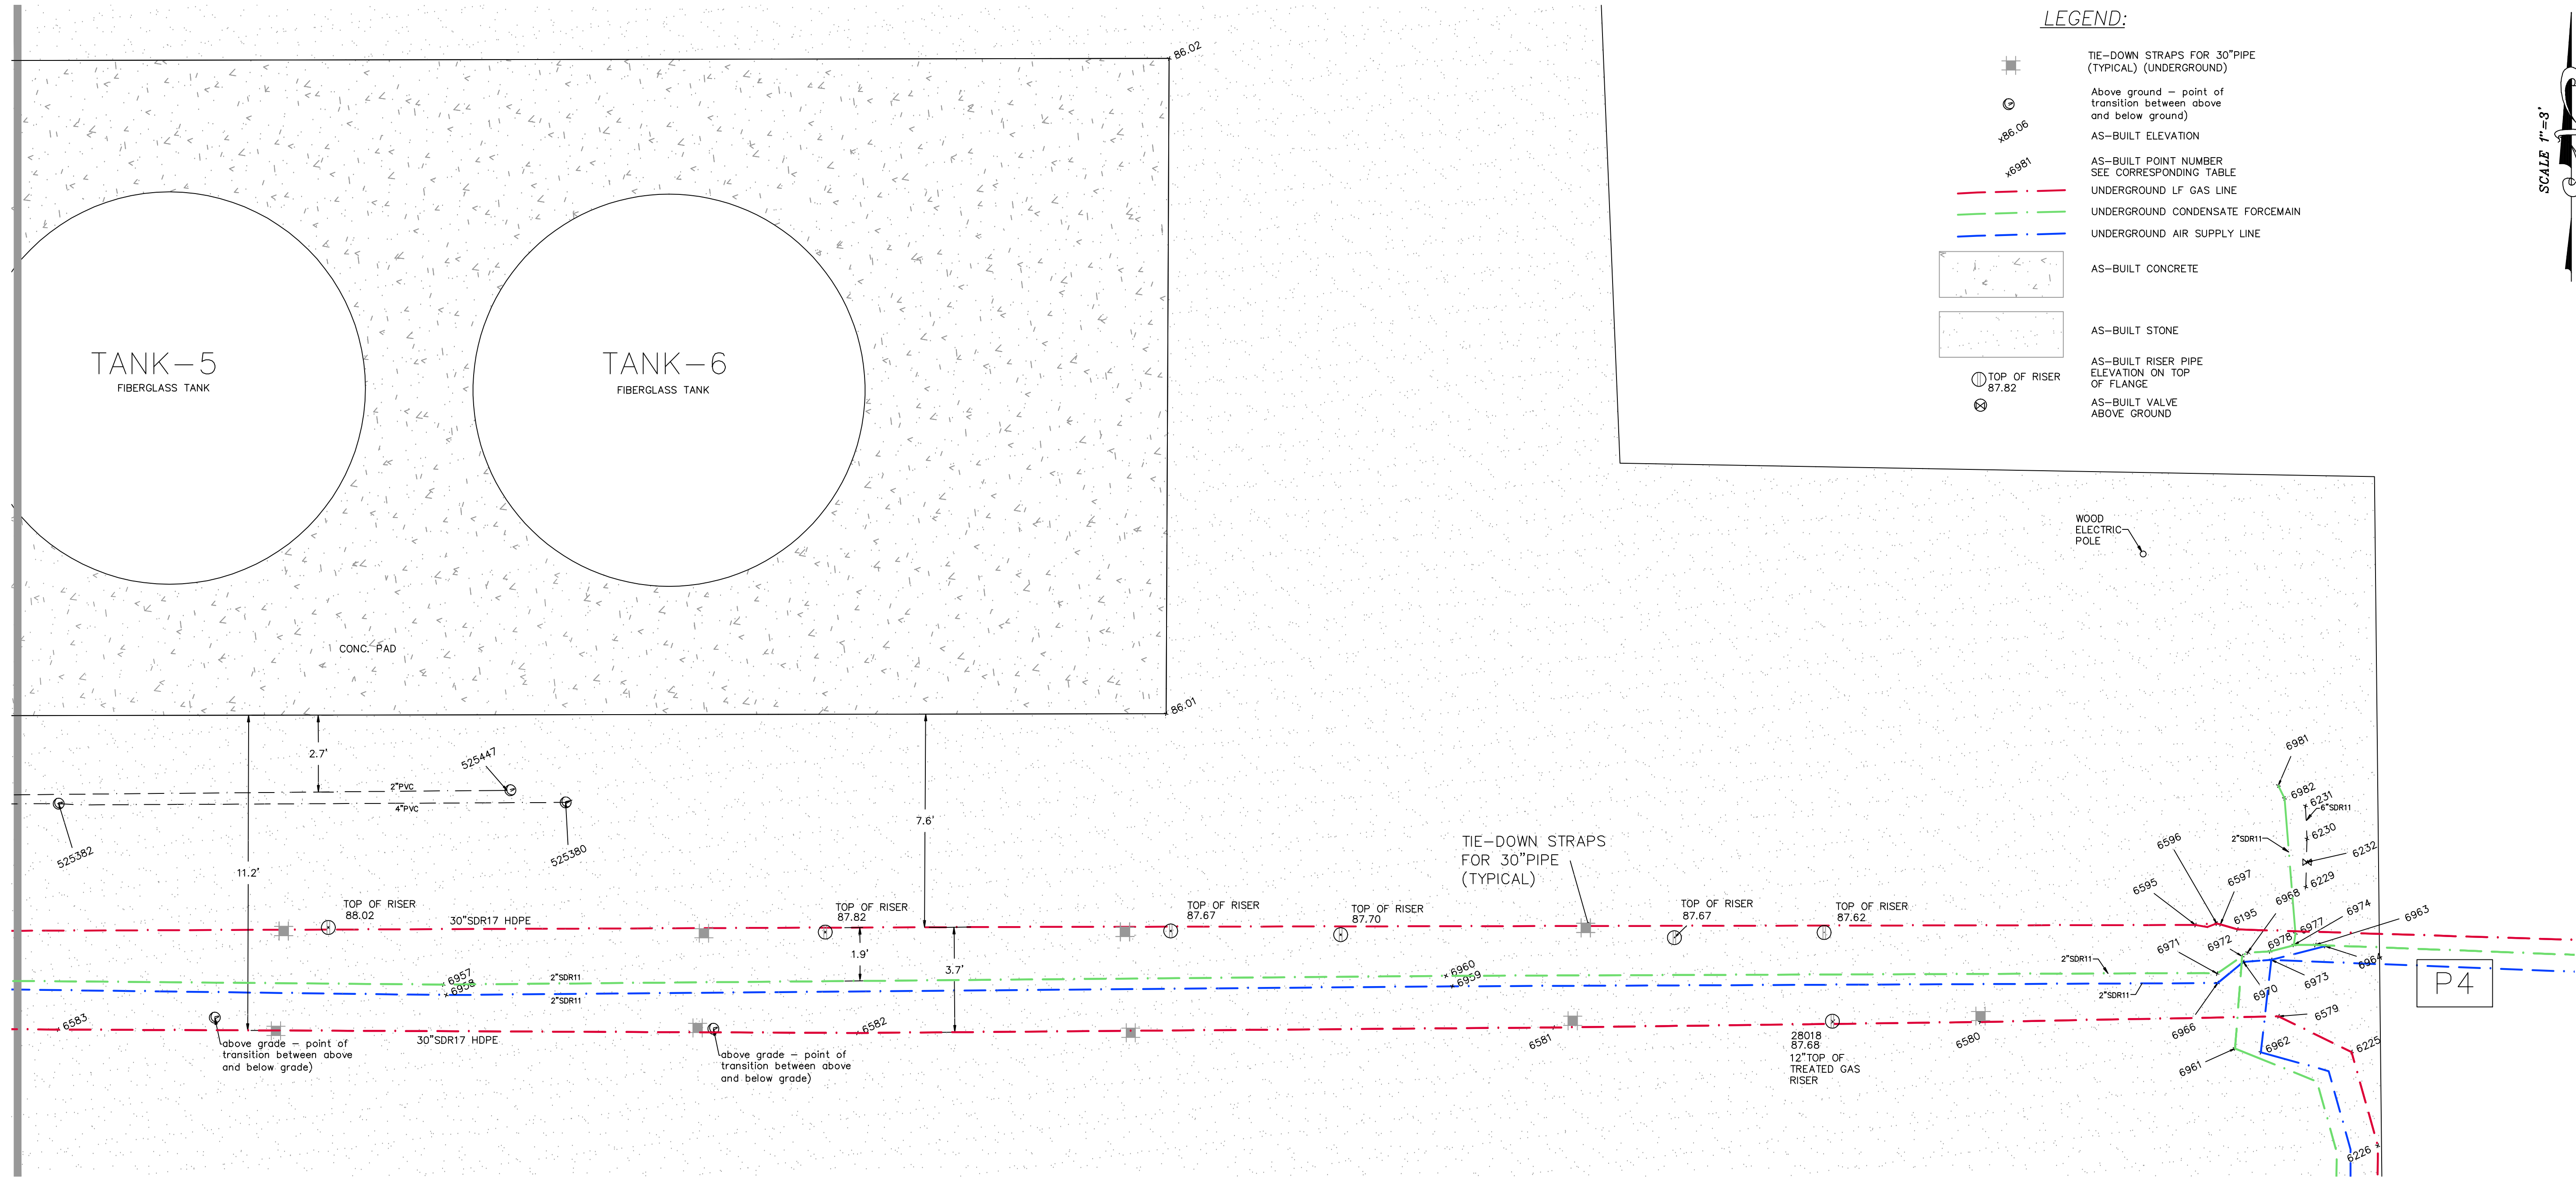 LEGEND:
TIE-DOWN STRAPS FOR 30"PIPE
(TYPICAL) (UNDERGROUND)
Above ground - point of
transition between above
and below ground)
x86.06
AS-BUILT ELEVATION
x6981
AS-BUILT POINT NUMBER
SEE CORRESPONDING TABLE
UNDERGROUND LF GAS LINE
UNDERGROUND CONDENSATE FORCEMAIN
UNDERGROUND AIR SUPPLY LINE
AS-BUILT CONCRETE
AS-BUILT STONE
AS-BUILT RISER PIPE
ELEVATION ON TOP
OF FLANGE
TOP OF RISER
87.82
AS-BUILT VALVE
ABOVE GROUND
SCALE 1"=8'
86.02
TANK-5
FIBERGLASS TANK
TANK-6
FIBERGLASS TANK
CONC. PAD
86.01
WOOD
ELECTRIC
POLE
2.7'
525447
2"PVC
4"PVC
525382
525380
11.2'
7.6'
TIE-DOWN STRAPS
FOR 30"PIPE
(TYPICAL)
TOP OF RISER
88.02
30"SDR17 HDPE
TOP OF RISER
87.82
TOP OF RISER
87.67
TOP OF RISER
87.70
TOP OF RISER
87.67
TOP OF RISER
87.62
1.9'
3.7'
6957
6958
2"SDR11
2"SDR11
6960
6959
6583
6582
6581
6580
30"SDR17 HDPE
above grade - point of
transition between above
and below grade)
above grade - point of
transition between above
and below grade)
28018
87.68
12"TOP OF
TREATED GAS
RISER
6981
6982
6231
6"SDR11
6230
2"SDR11
6232
6229
6596
6597
6595
6968
6195
6974
6977
6963
6978
6972
6971
6964
2"SDR11
2"SDR11
6973
6970
6966
6579
6962
6225
6961
6226
P4